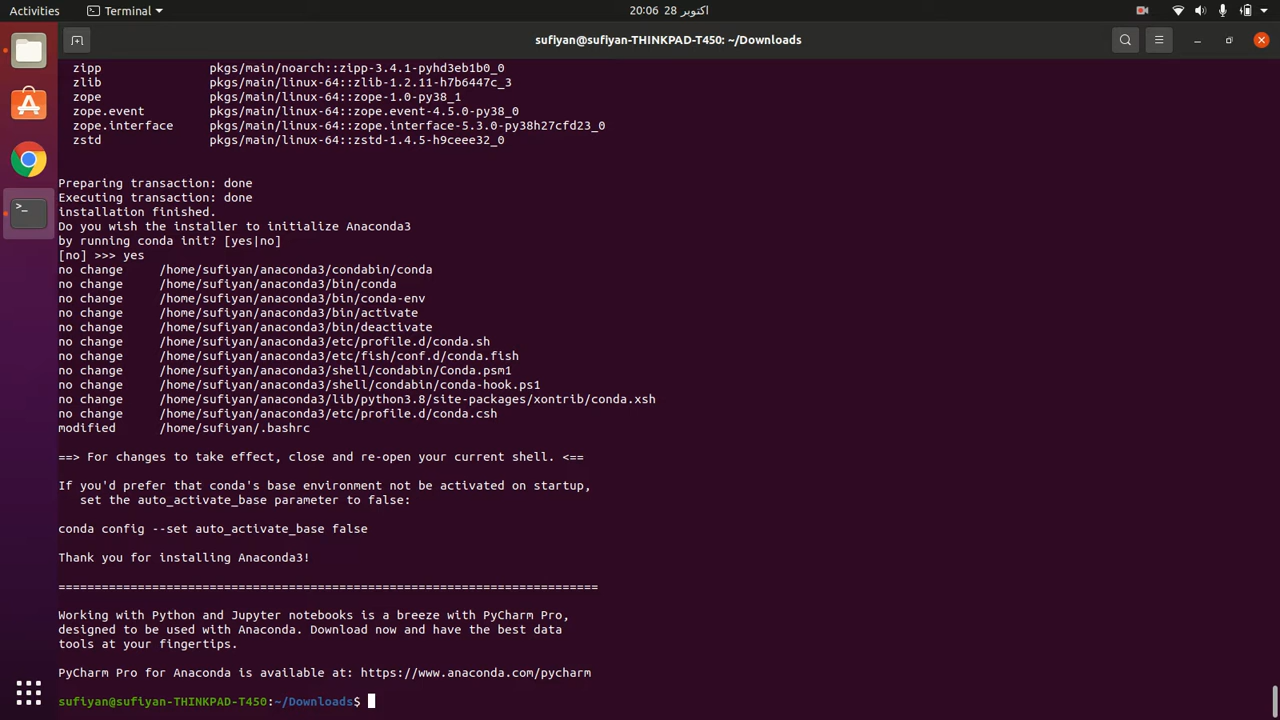 Activities Terminal 20:06 28 اکتوبر
sufiyan@sufiyan-THINKPAD-T450: ~/Downloads
zipp pkgs/main/noarch::zipp-3.4.1-pyhd3eb1b0_0
zlib pkgs/main/linux-64::zlib-1.2.11-h7b6447c_3
zope pkgs/main/linux-64::zope-1.0-py38_1
zope.event pkgs/main/linux-64::zope.event-4.5.0-py38_0
zope.interface pkgs/main/linux-64::zope.interface-5.3.0-py38h27cfd23_0
zstd pkgs/main/linux-64::zstd-1.4.5-h9ceee32_0
Preparing transaction: done
Executing transaction: done
installation finished.
Do you wish the installer to initialize Anaconda3
by running conda init? [yes|no]
[no] >>> yes
no change /home/sufiyan/anaconda3/condabin/conda
no change /home/sufiyan/anaconda3/bin/conda
no change /home/sufiyan/anaconda3/bin/conda-env
no change /home/sufiyan/anaconda3/bin/activate
no change /home/sufiyan/anaconda3/bin/deactivate
no change /home/sufiyan/anaconda3/etc/profile.d/conda.sh
no change /home/sufiyan/anaconda3/etc/fish/conf.d/conda.fish
no change /home/sufiyan/anaconda3/shell/condabin/Conda.psm1
no change /home/sufiyan/anaconda3/shell/condabin/conda-hook.ps1
no change /home/sufiyan/anaconda3/lib/python3.8/site-packages/xontrib/conda.xsh
no change /home/sufiyan/anaconda3/etc/profile.d/conda.csh
modified /home/sufiyan/.bashrc
==> For changes to take effect, close and re-open your current shell. <==
If you'd prefer that conda's base environment not be activated on startup,
set the auto_activate_base parameter to false:
conda config --set auto_activate_base false
Thank you for installing Anaconda3!
===========================================================================
Working with Python and Jupyter notebooks is a breeze with PyCharm Pro,
designed to be used with Anaconda. Download now and have the best data
tools at your fingertips.
PyCharm Pro for Anaconda is available at: https://www.anaconda.com/pycharm
sufiyan@sufiyan-THINKPAD-T450:~/Downloads$